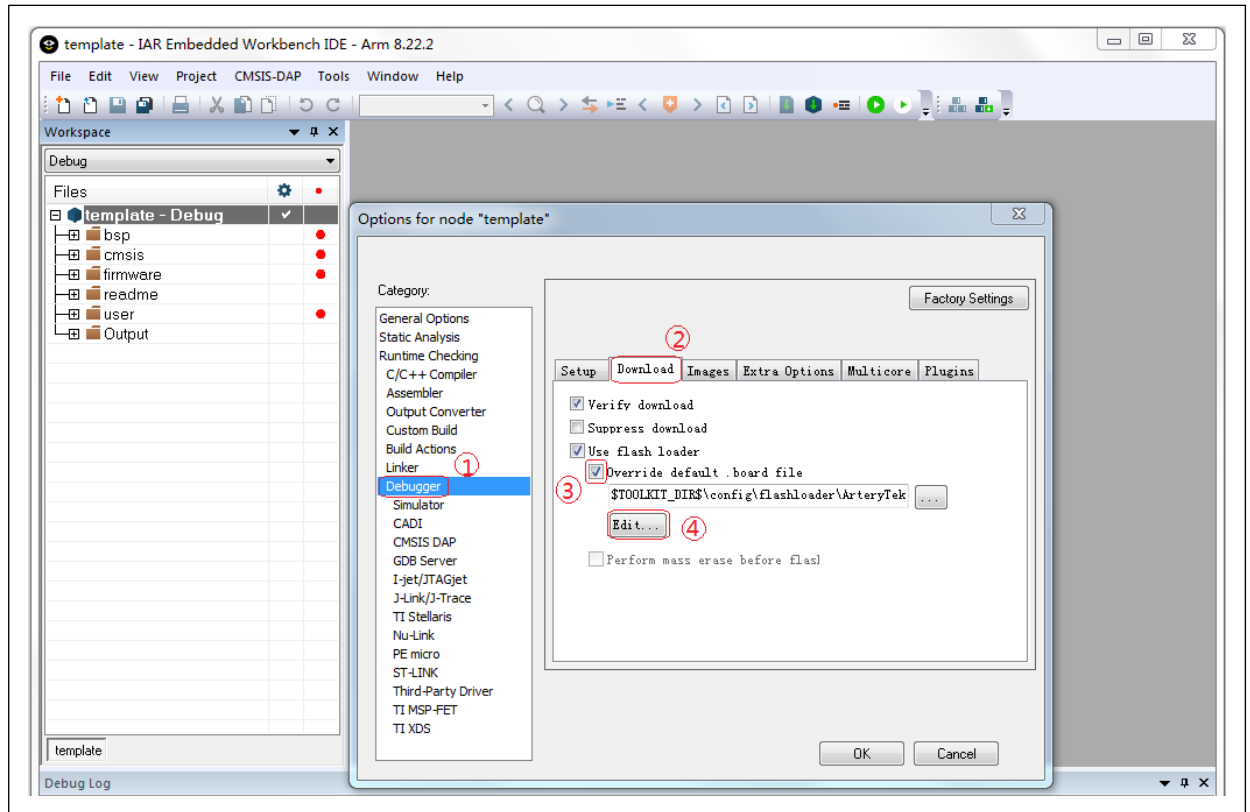 template - IAR Embedded Workbench IDE - Arm 8.22.2
File Edit View Project CMSIS-DAP Tools Window Help
Workspace
Debug
Files
template - Debug
bsp
cmsis
firmware
readme
user
Output
template
Debug Log
Options for node "template"
Category:
General Options
Static Analysis
Runtime Checking
C/C++ Compiler
Assembler
Output Converter
Custom Build
Build Actions
Linker
①
Debugger
Simulator
CADI
CMSIS DAP
GDB Server
I-jet/JTAGjet
J-Link/J-Trace
TI Stellaris
Nu-Link
PE micro
ST-LINK
Third-Party Driver
TI MSP-FET
TI XDS
Factory Settings
②
Setup Download Images Extra Options Multicore Plugins
Verify download
Suppress download
Use flash loader
Override default .board file
③
$TOOLKIT_DIR$\config\flashloader\ArteryTek ...
Edit... ④
Perform mass erase before flasl
OK Cancel